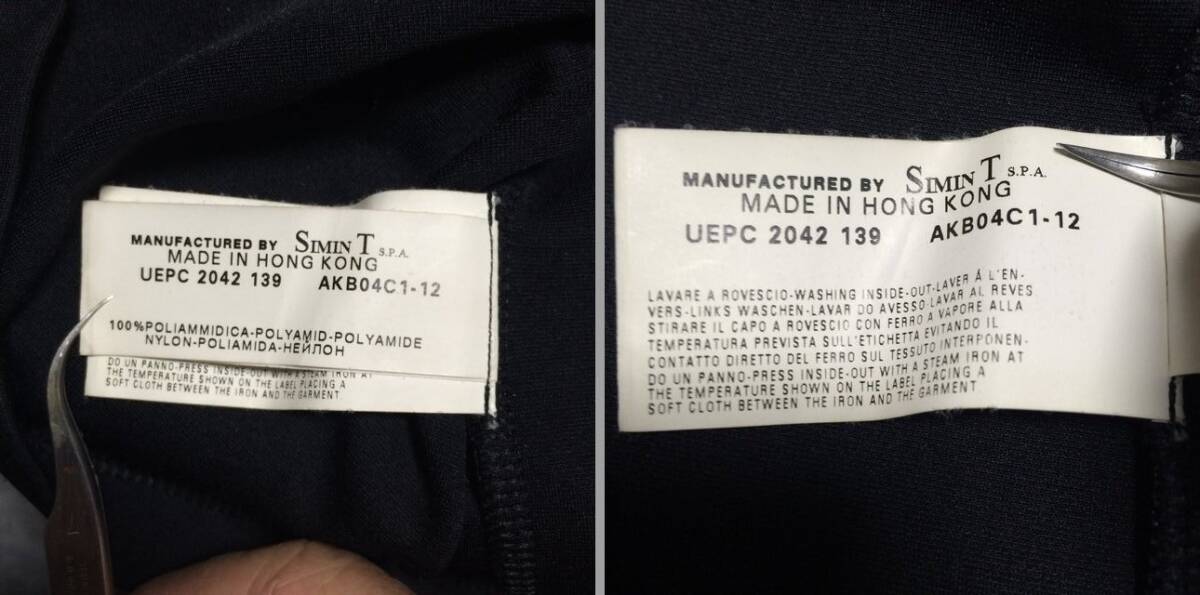 MANUFACTURED BY SIMIN T S.P.A.
MADE IN HONG KONG
UEPC 2042 139 AKB04C1-12
100%POLIAMMIDICA-POLYAMID-POLYAMIDE
NYLON-POLIAMIDA-НЕЙЛОН
DO UN PANNO-PRESS INSIDE-OUT WITH A STEAM IRON AT
THE TEMPERATURE SHOWN ON THE LABEL PLACING A
SOFT CLOTH BETWEEN THE IRON AND THE GARMENT
MANUFACTURED BY SIMIN T S.P.A.
MADE IN HONG KONG
UEPC 2042 139 AKB04C1-12
LAVARE A ROVESCIO-WASHING INSIDE-OUT-LAVER Á L'EN-
VERS-LINKS WASCHEN-LAVAR DO AVESSO-LAVAR AL REVES
STIRARE IL CAPO A ROVESCIO CON FERRO A VAPORE ALLA
TEMPERATURA PREVISTA SULL'ETICHETTA EVITANDO IL
CONTATTO DIRETTO DEL FERRO SUL TESSUTO INTERPONEN-
DO UN PANNO-PRESS INSIDE-OUT WITH A STEAM IRON AT
THE TEMPERATURE SHOWN ON THE LABEL PLACING A
SOFT CLOTH BETWEEN THE IRON AND THE GARMENT